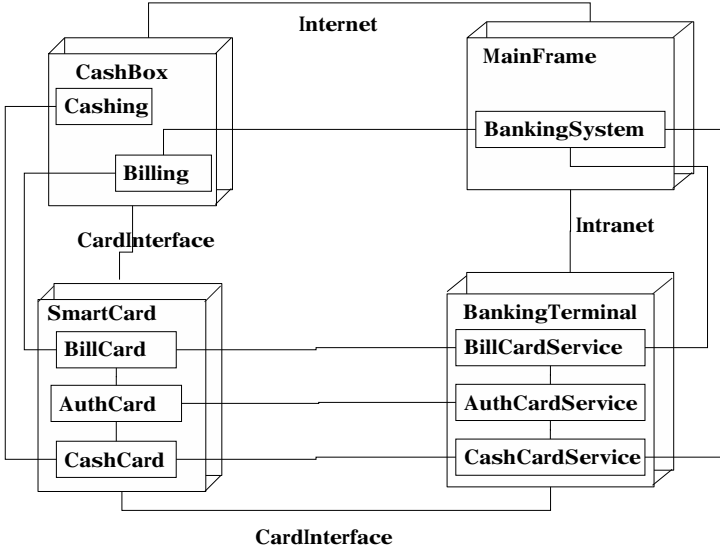 Internet
CashBox
MainFrame
Cashing
BankingSystem
Billing
CardInterface
Intranet
SmartCard
BankingTerminal
BillCard
BillCardService
AuthCard
AuthCardService
CashCard
CashCardService
CardInterface